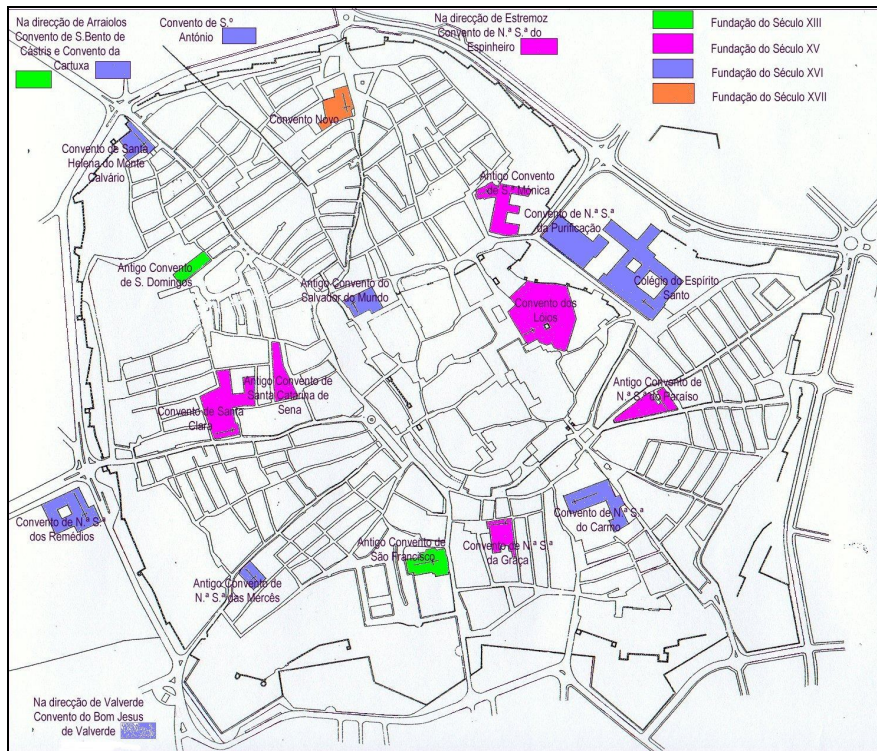 Na direcção de Arraiolos
Convento de S.Bento de
Cástris e Convento da
Cartuxa
Convento de S.º
António
Na direcção de Estremoz
Convento de N.ª S.ª do
Espinheiro
Fundação do Século XIII
Fundação do Século XV
Fundação do Século XVI
Fundação do Século XVII
Convento Novo
Convento de Santa
Helena do Monte
Calvário
Antigo Convento
de S.ª Mónica
Convento de N.ª S.ª
da Purificação
Antigo Convento
de S. Domingos
Antigo Convento do
Salvador do Mundo
Colégio do Espírito
Santo
Convento dos
Lóios
Antigo Convento de
Santa Catarina de
Sena
Antigo Convento de
N.ª S.ª do Paraíso
Convento de Santa
Clara
Convento de N.ª S.ª
dos Remédios
Convento de N.ª S.ª
do Carmo
Antigo Convento de
São Francisco
Convento de N.ª S.ª
da Graça
Antigo Convento de
N.ª S.ª das Mercês
Na direcção de Valverde
Convento do Bom Jesus
de Valverde